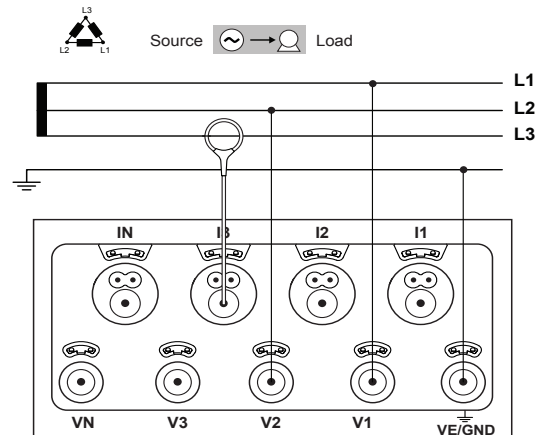 L3
L2 L1
Source Load
L1
L2
L3
IN I3 I2 I1
VN V3 V2 V1 VE/GND